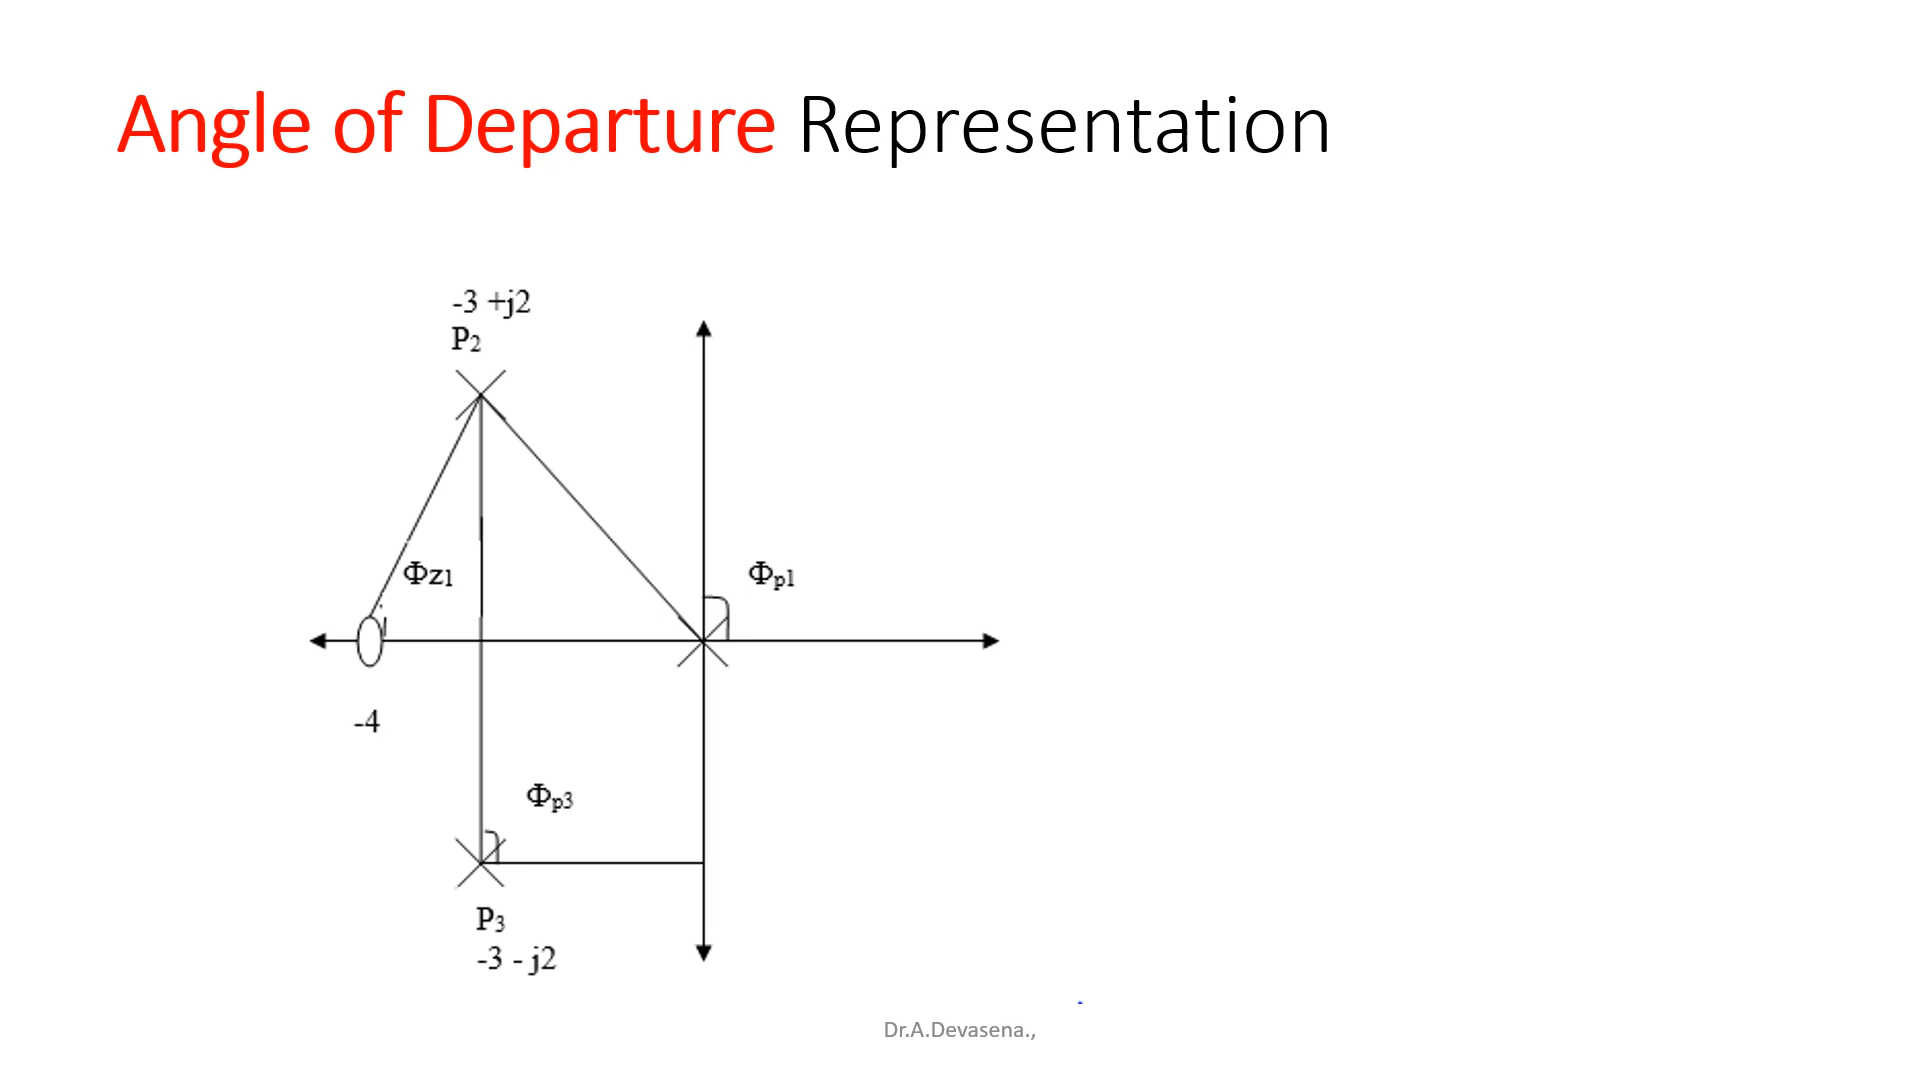 Angle of Departure Representation
-3 +j2
P2
Φz1
Φp1
-4
Φp3
P3
-3 - j2
Dr.A.Devasena.,